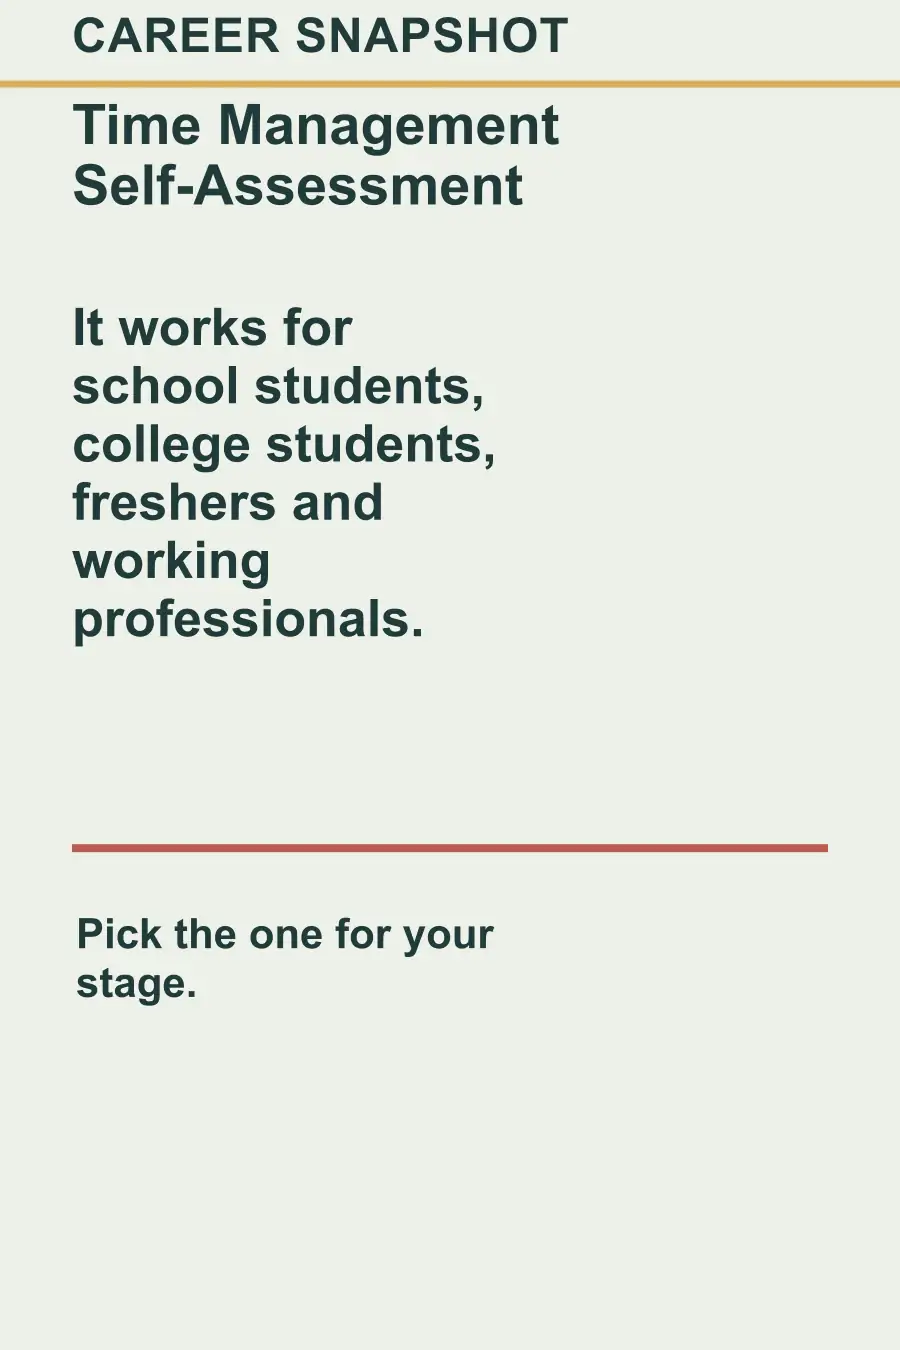 CAREER SNAPSHOT
Time Management
Self-Assessment
It works for
school students,
college students,
freshers and
working
professionals.
Pick the one for your
stage.